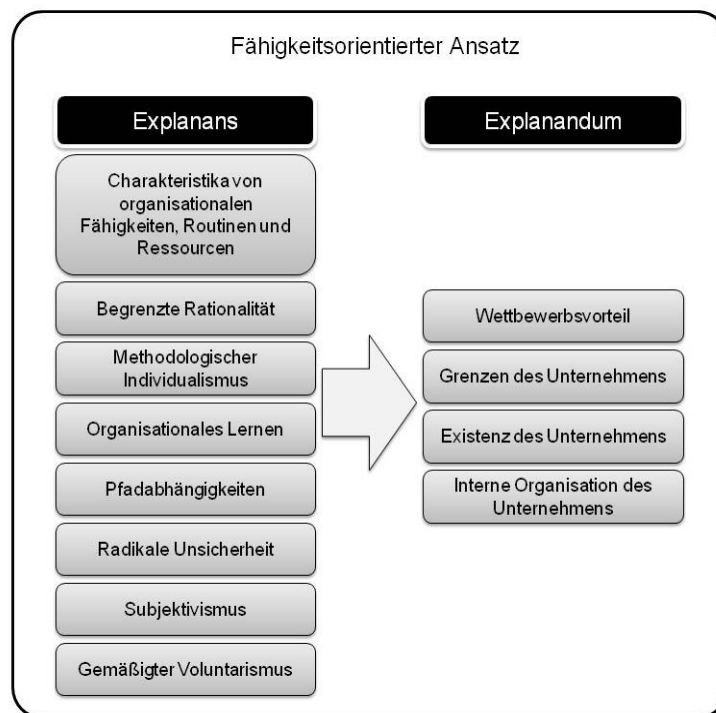 Fähigkeitsorientierter Ansatz
Explanans
Charakteristika von
organisationalen
Fähigkeiten, Routinen und
Ressourcen
Begrenzte Rationalität
Methodologischer
Individualismus
Organisationales Lernen
Pfadabhängigkeiten
Radikale Unsicherheit
Subjektivismus
Gemäßigter Voluntarismus
Explanandum
Wettbewerbsvorteil
Grenzen des Unternehmens
Existenz des Unternehmens
Interne Organisation des
Unternehmens